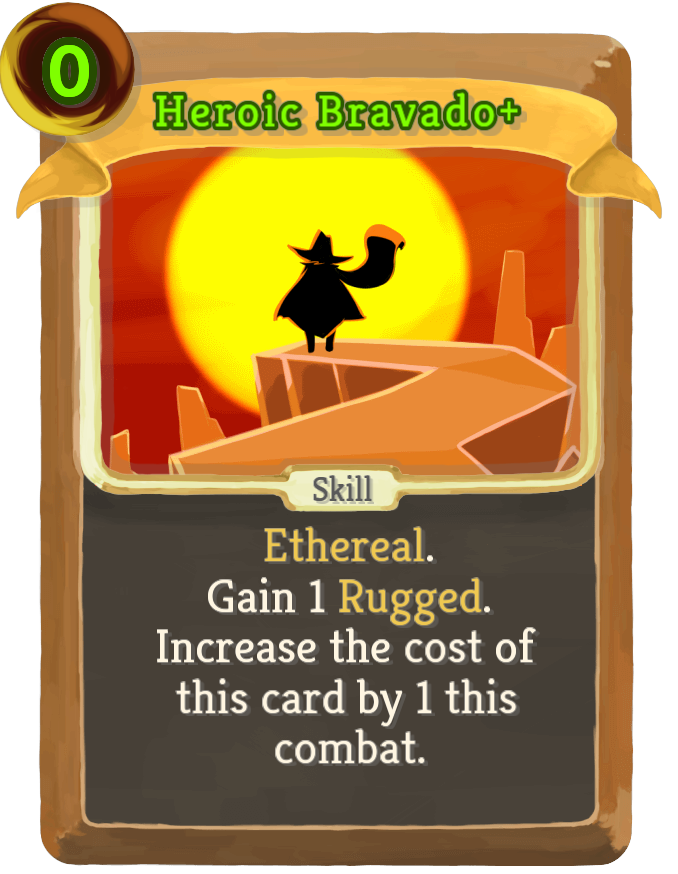 0
Heroic Bravado+
Skill
Ethereal.
Gain 1 Rugged.
Increase the cost of
this card by 1 this
combat.